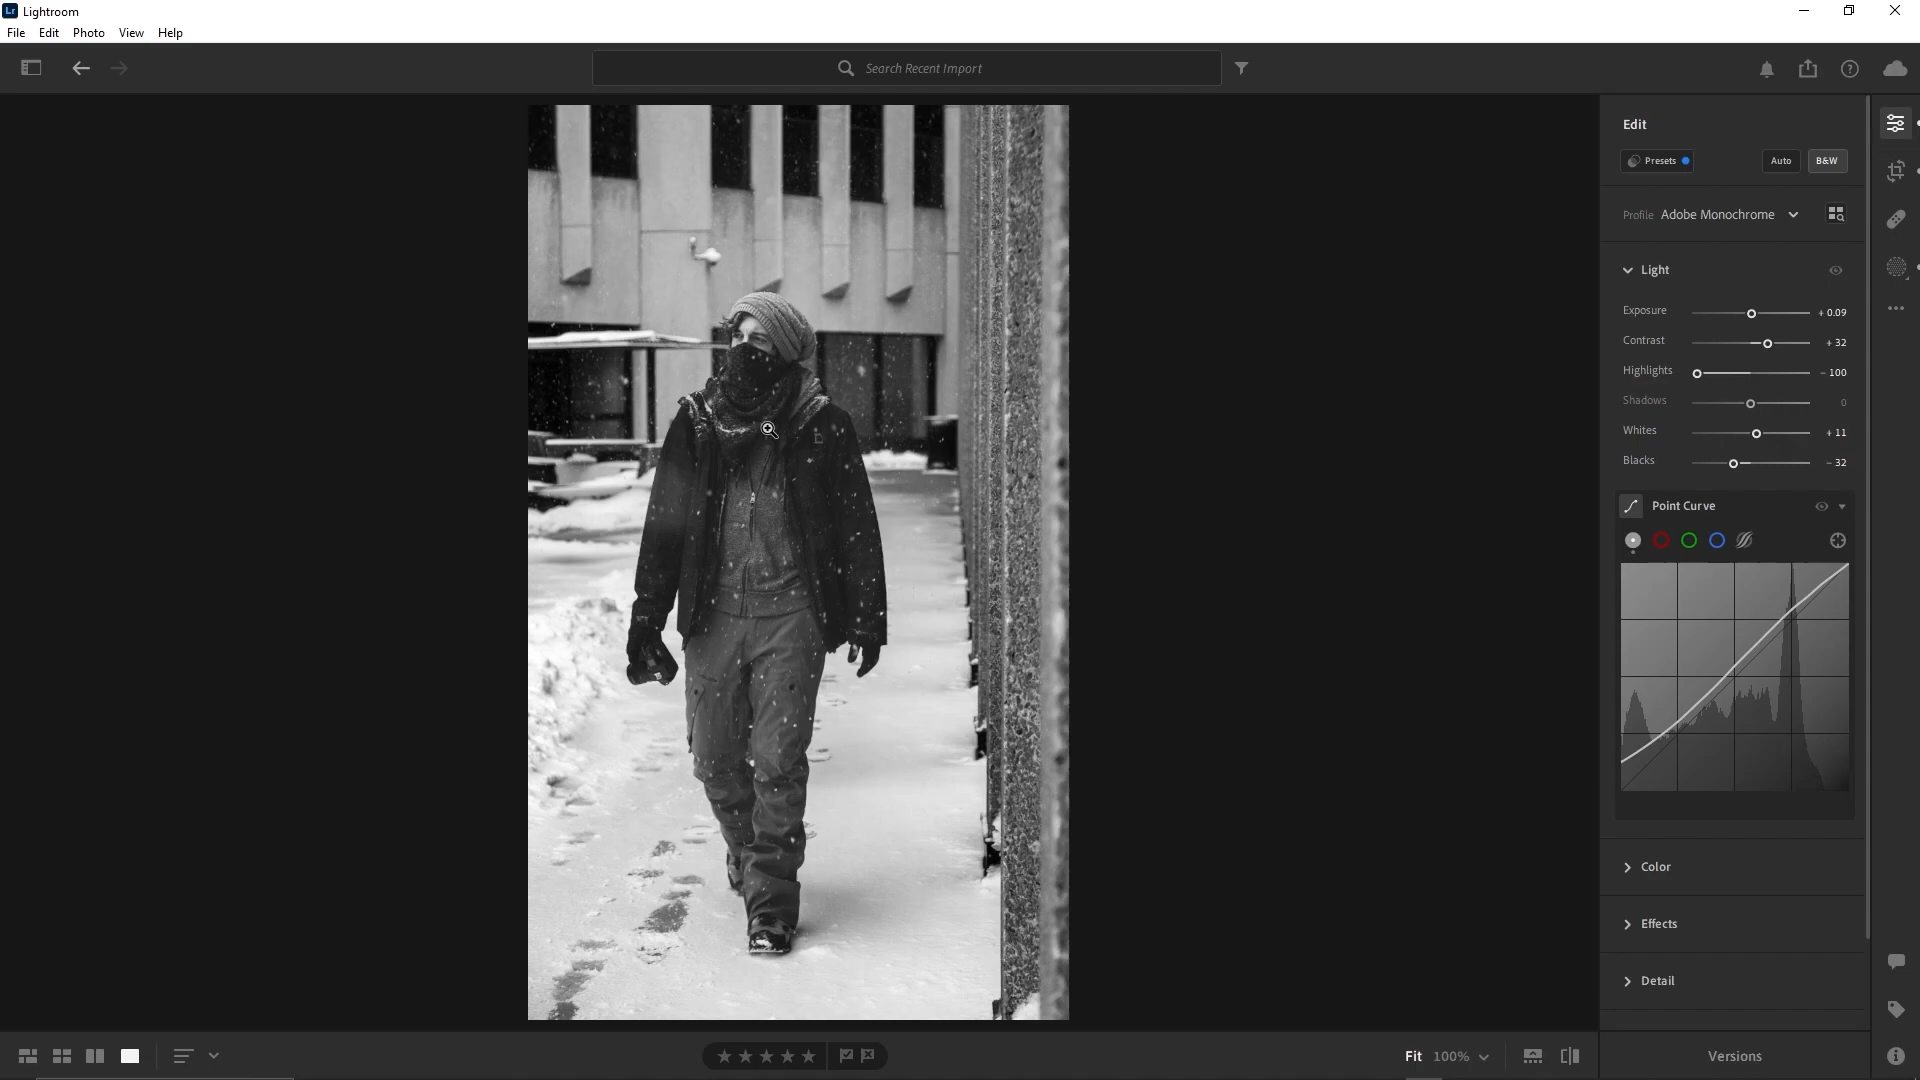 Lr Lightroom
File Edit Photo View Help
Search Recent Import
Edit
Presets Auto B&W
Profile Adobe Monochrome
Light
Exposure + 0.09
Contrast + 32
Highlights - 100
Shadows 0
Whites + 11
Blacks - 32
Point Curve
Color
Effects
Detail
Fit 100%
Versions